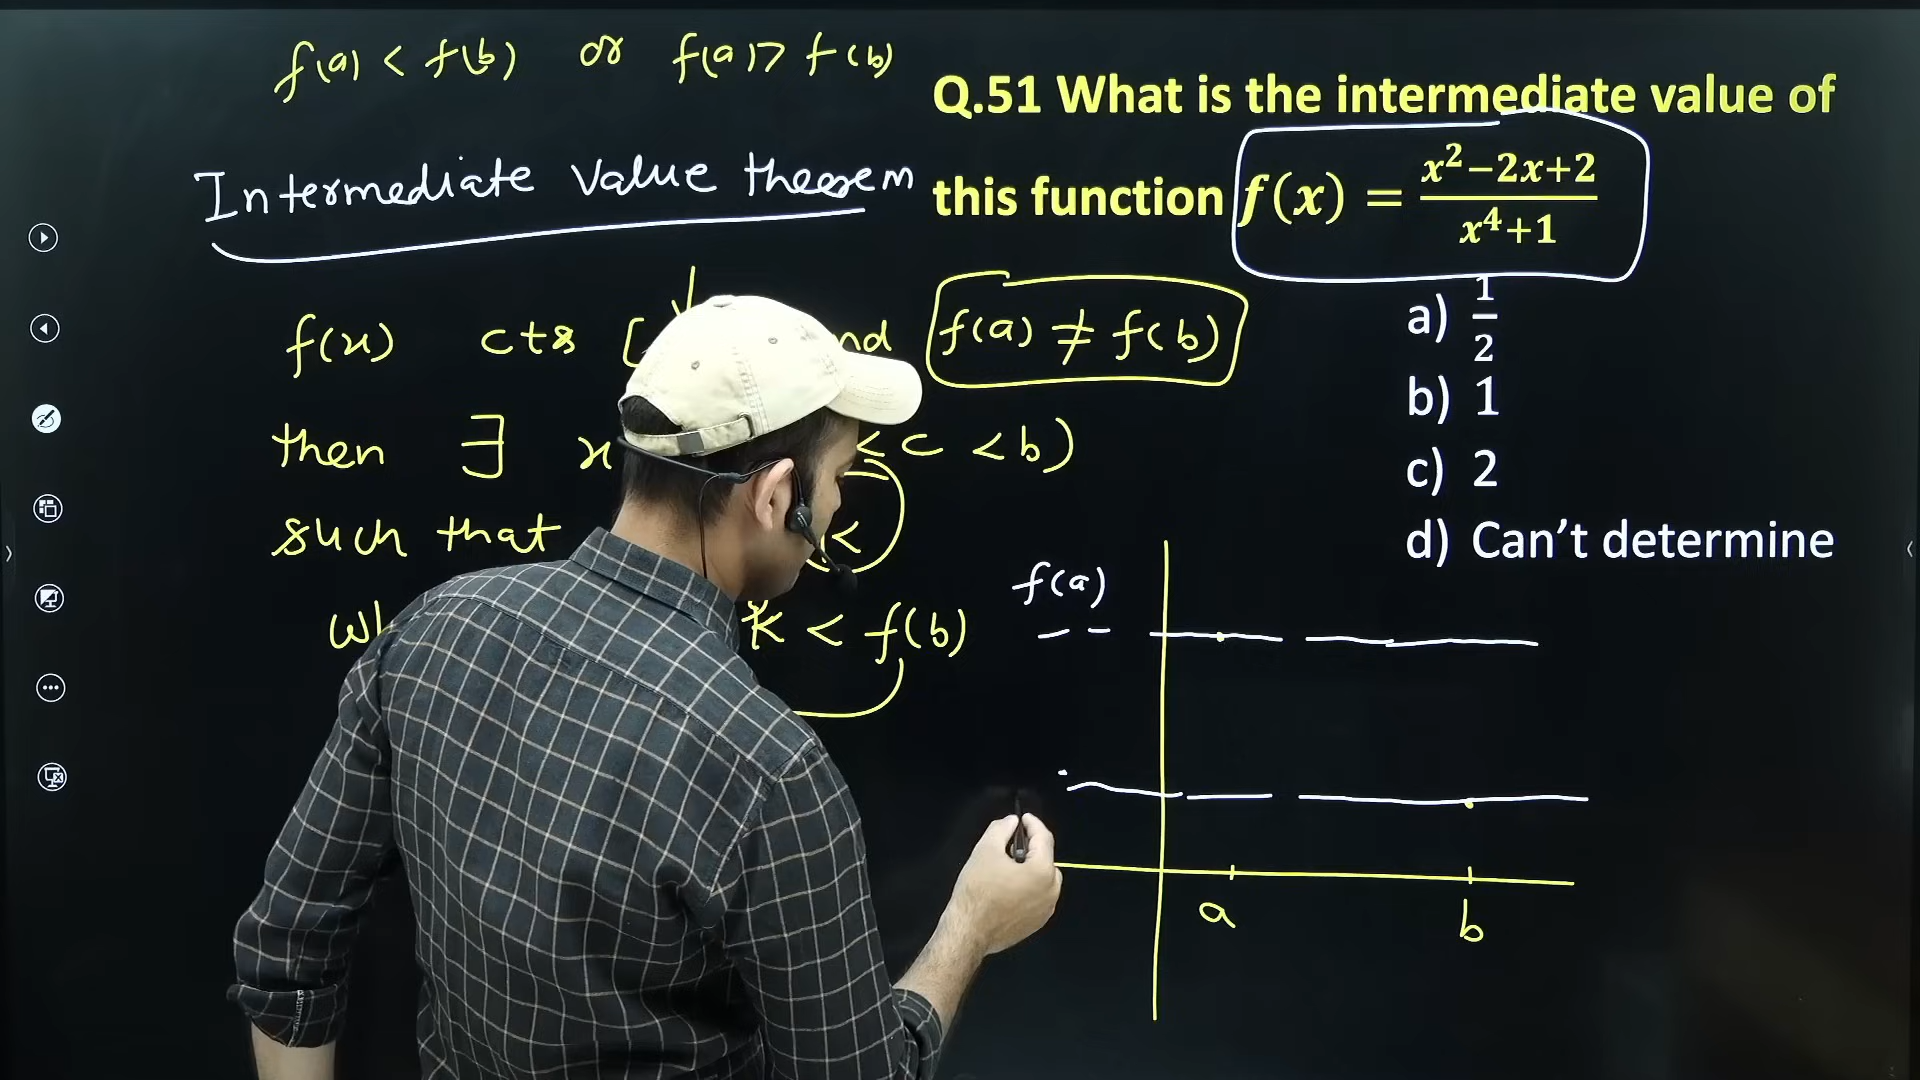 f(a) < f(b) or f(a) > f(b)
Intermediate Value theorem
f(x) cts [ nd f(a) ≠ f(b)
then ∃ x < c < b)
such that <
Wh k < f(b)
Q.51 What is the intermediate value of
this function f(x) = x²−2x+2 / x⁴+1
a) 1/2
b) 1
c) 2
d) Can't determine
f(a)
a b